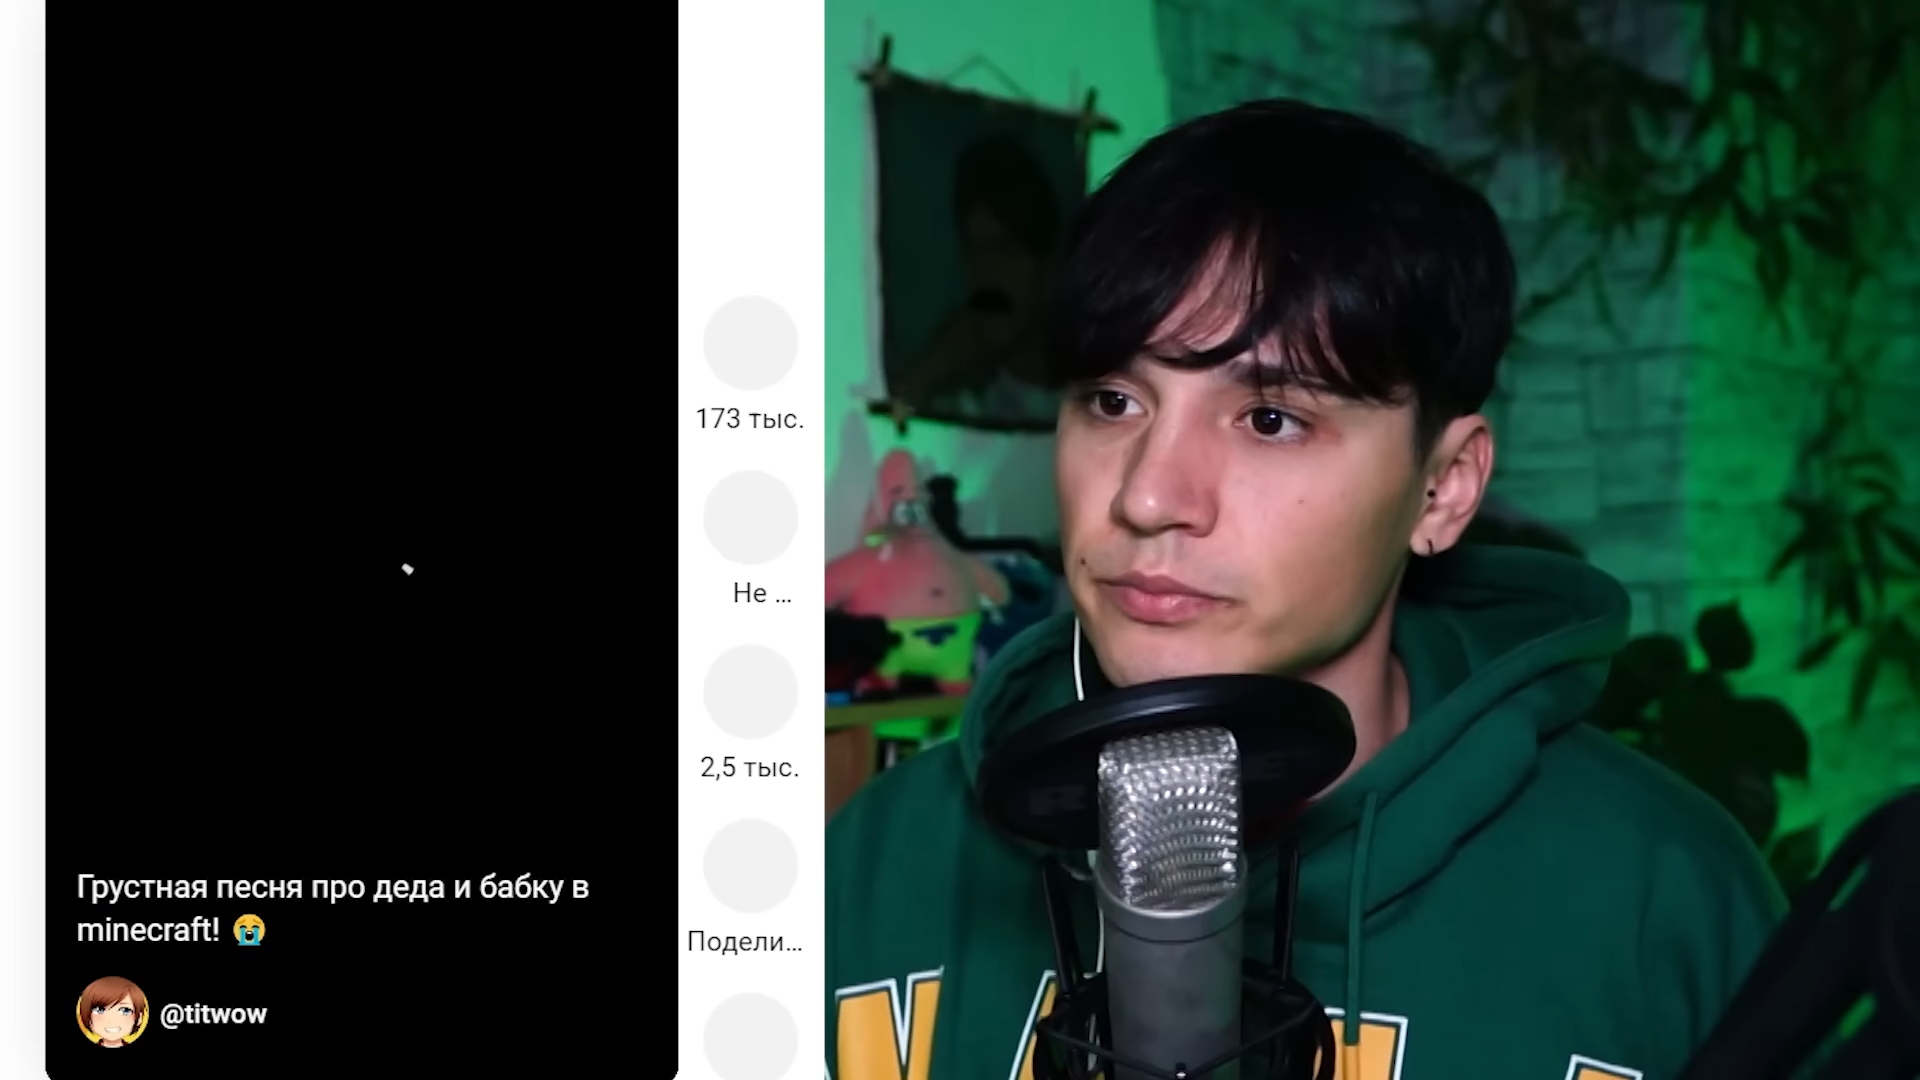 173 тыс.
Не ...
2,5 тыс.
Подели...
Грустная песня про деда и бабку в
minecraft! 😭
@titwow